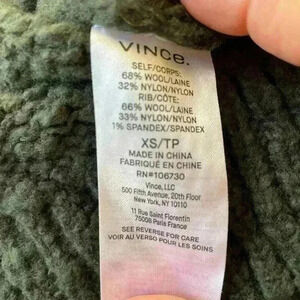 VINCE.
SELF/CORPS:
68% WOOL/LAINE
32% NYLON/NYLON
RIB/CÔTE:
66% WOOL/LAINE
33% NYLON/NYLON
1% SPANDEX/SPANDEX
XS/TP
MADE IN CHINA
FABRIQUÉ EN CHINE
RN#106730
Vince, LLC
500 Fifth Avenue, 20th Floor
New York, NY 10110
11 Rue Saint Florentin
75008 Paris France
SEE REVERSE FOR CARE
VOIR AU VERSO POUR LES SOINS